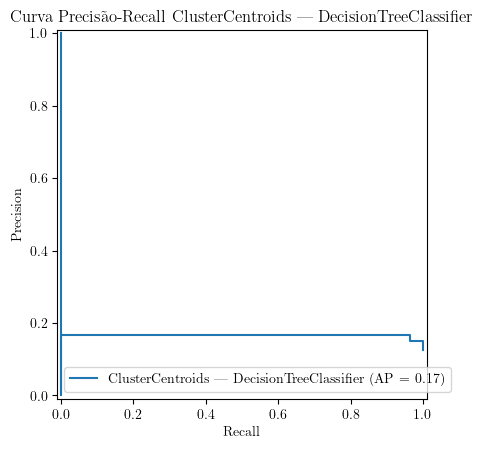 Curva Precisão-Recall ClusterCentroids — DecisionTreeClassifier
1.0
0.8
0.6
0.4
0.2
0.0
Precision
ClusterCentroids — DecisionTreeClassifier (AP = 0.17)
0.0 0.2 0.4 0.6 0.8 1.0
Recall